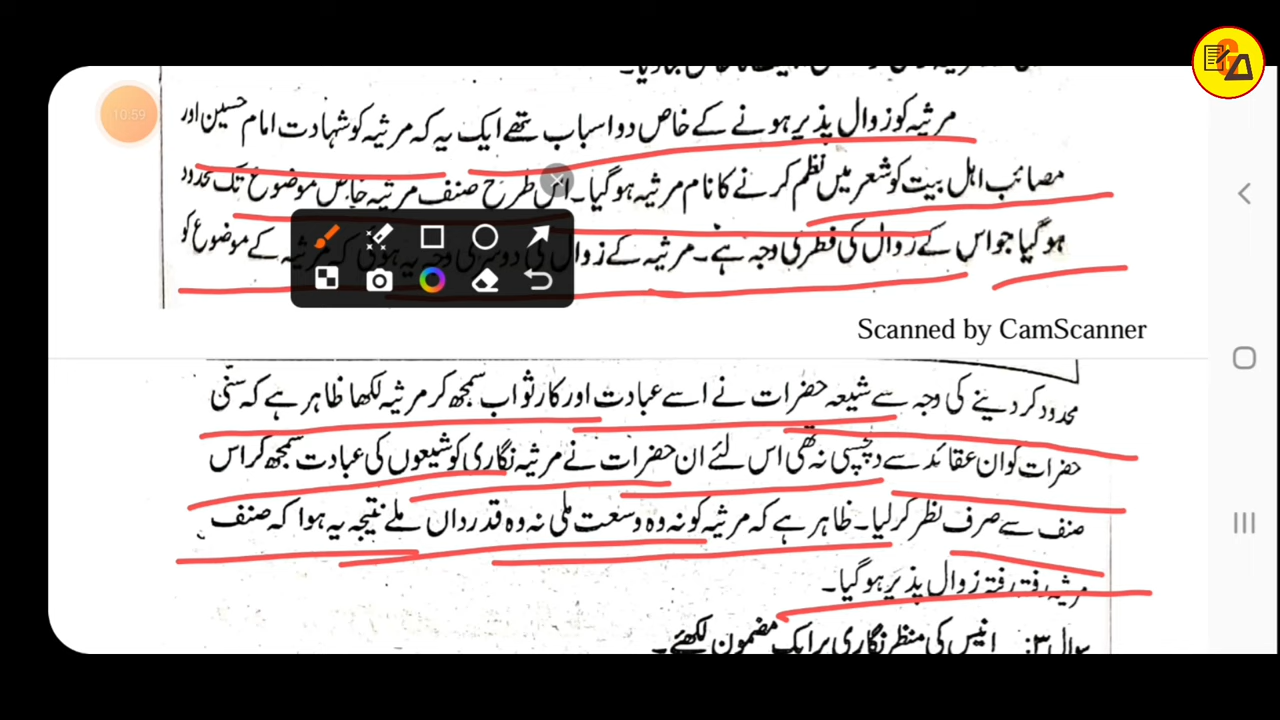 10:59
مرثیہ کو زوال پذیر ہونے کے خاص دو اسباب تھے ایک یہ کہ مرثیہ کو شہادت امام حسین اور
مصائب اہل بیت کو شعر میں نظم کرنے کا نام مرثیہ ہو گیا۔ اس طرح صنف مرثیہ خاص موضوع تک محدود
ہو گیا جو اس کے زوال کی فطری وجہ ہے۔ مرثیہ کے زوال کی دوسری وجہ یہ ہوئی کہ مرثیہ کے موضوع کو
Scanned by CamScanner
محدود کر دینے کی وجہ سے شیعہ حضرات نے اسے عبادت اور کار ثواب سمجھ کر مرثیہ لکھا ظاہر ہے کہ سنی
حضرات کو ان عقائد سے دلچسپی نہ تھی اس لئے ان حضرات نے مرثیہ نگاری کو شیعوں کی عبادت سمجھ کر اس
صنف سے صرف نظر کر لیا۔ ظاہر ہے کہ مرثیہ کو نہ وہ وسعت ملی نہ وہ قدرداں ملے نتیجہ یہ ہوا کہ صنف
مرثیہ رفتہ رفتہ زوال پذیر ہو گیا۔
سوال ۳: انیس کی منظر نگاری پر ایک مضمون لکھئے۔